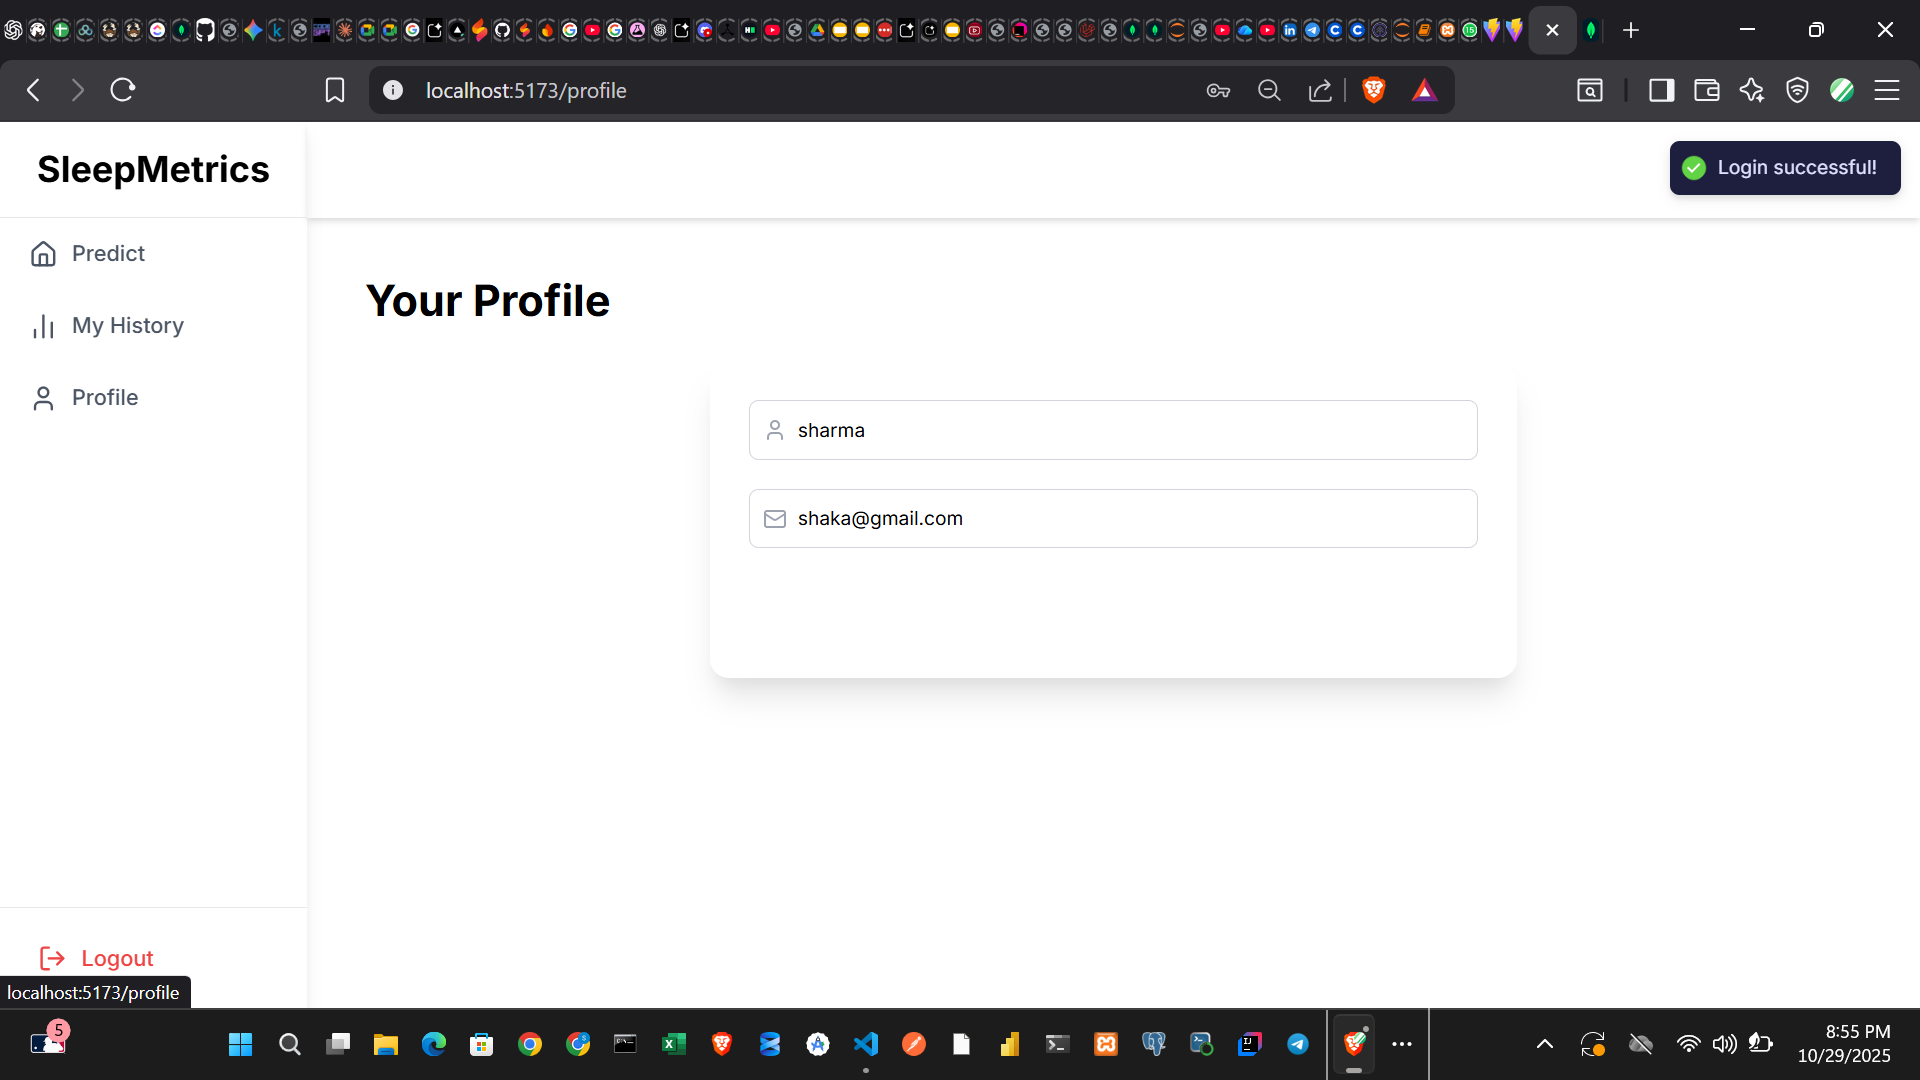 localhost:5173/profile
SleepMetrics
Login successful!
Predict
My History
Profile
Your Profile
sharma
shaka@gmail.com
Logout
localhost:5173/profile
5
8:55 PM
10/29/2025